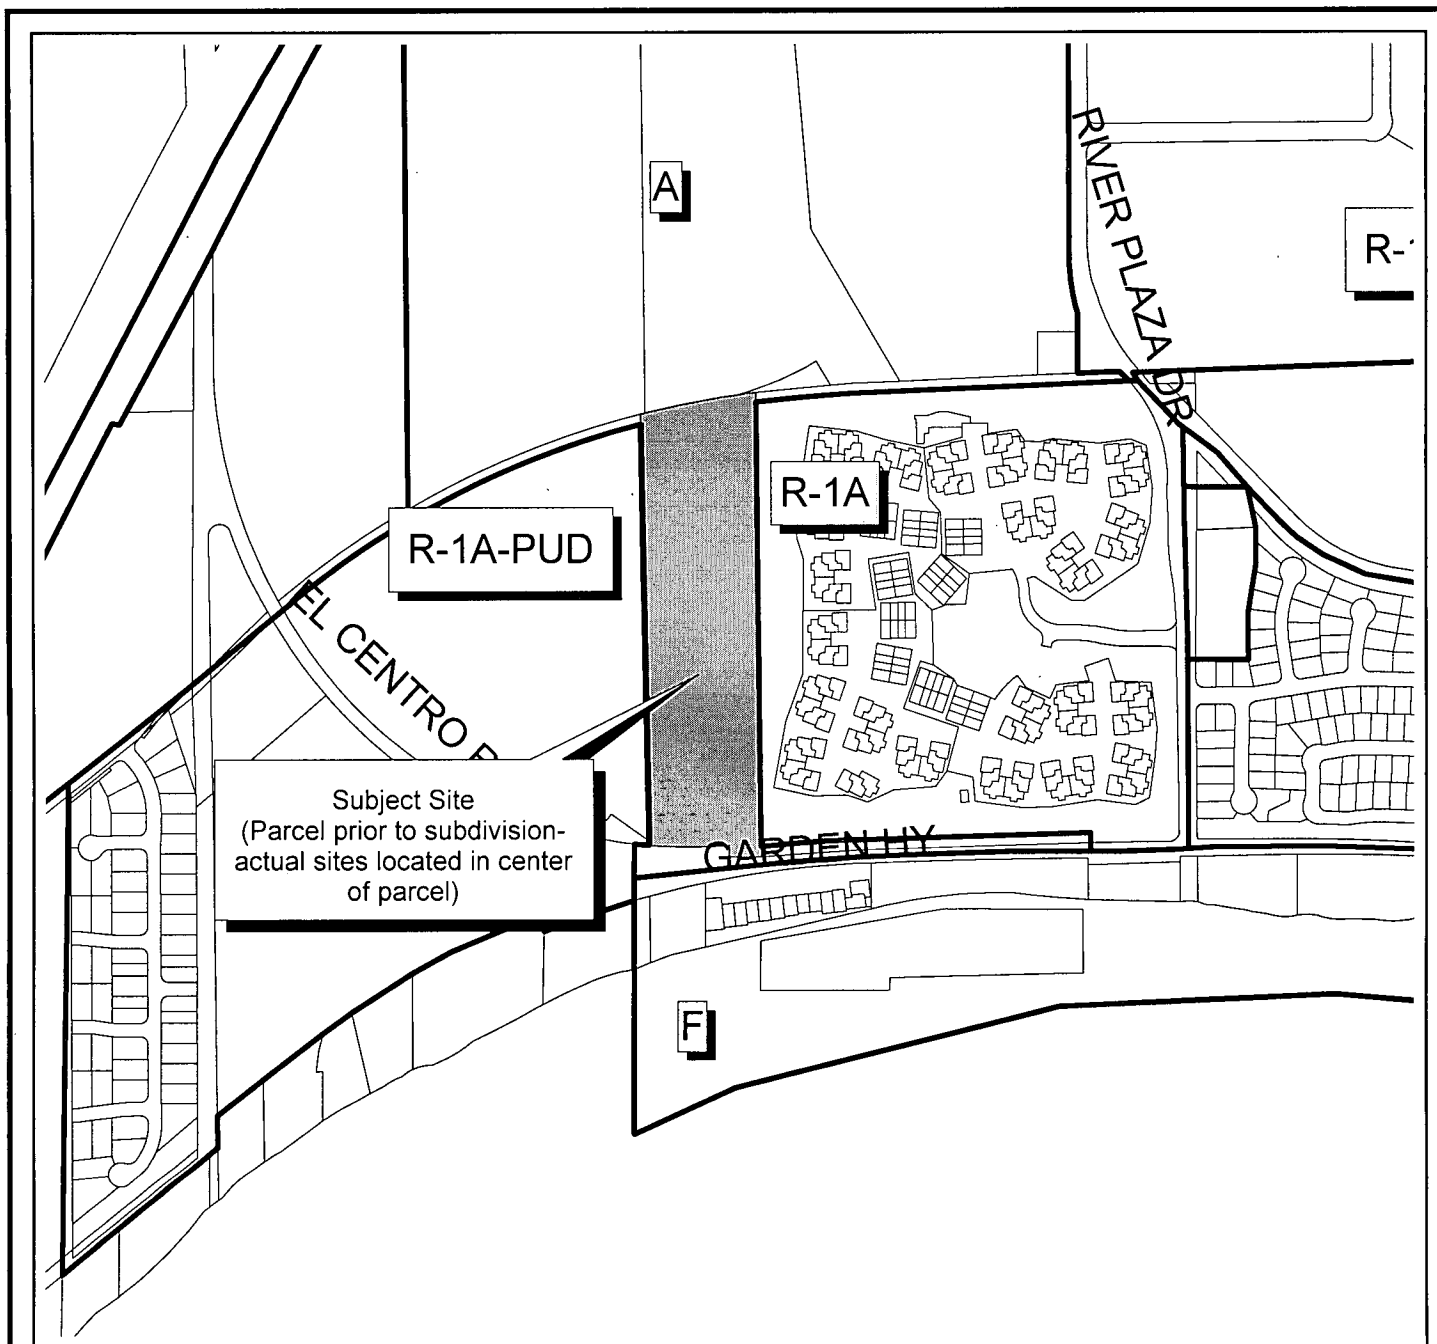 A
RIVER PLAZA DR
R-1
R-1A
R-1A-PUD
EL CENTRO R
Subject Site
(Parcel prior to subdivision-
actual sites located in center
of parcel)
GARDEN HY
F